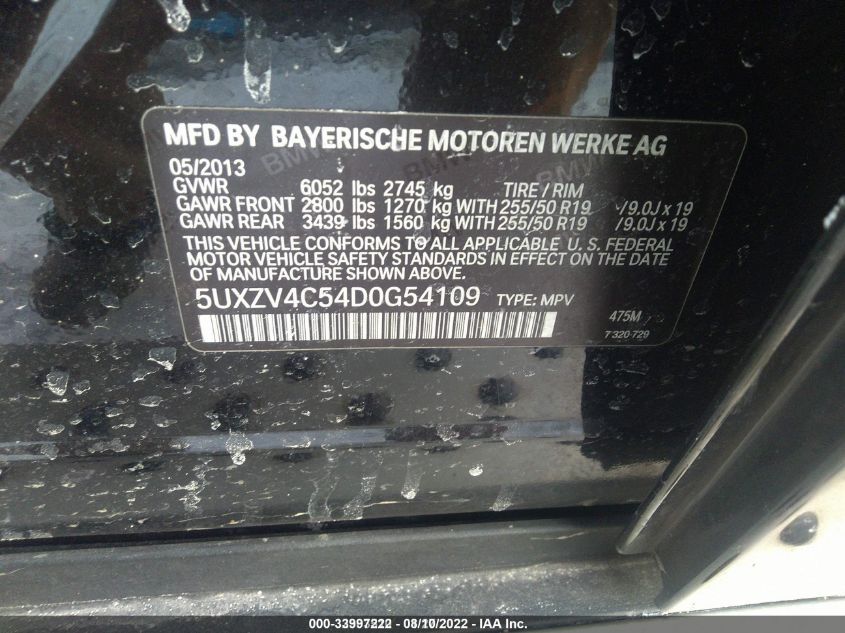 MFD BY BAYERISCHE MOTOREN WERKE AG
05/2013
GVWR 6052 lbs 2745 kg TIRE / RIM
GAWR FRONT 2800 lbs 1270 kg WITH 255/50 R19 /9.0J x 19
GAWR REAR 3439 lbs 1560 kg WITH 255/50 R19 /9.0J x 19
THIS VEHICLE CONFORMS TO ALL APPLICABLE U. S. FEDERAL
MOTOR VEHICLE SAFETY STANDARDS IN EFFECT ON THE DATE
OF MANUFACTURE SHOWN ABOVE.
5UXZV4C54D0G54109 TYPE: MPV
475M
7 320 729
000-33997222 - 08/10/2022 - IAA Inc.